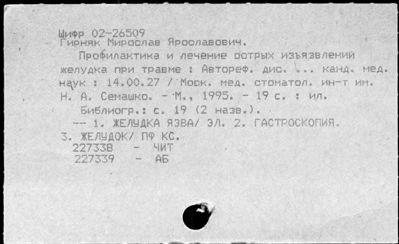 Шифр 02-26509
Гирняк Мирослав Ярославович.
Профилактика и лечение острых изъязвлений
желудка при травме : Автореф. дис. ... канд. мед.
наук : 14.00.27 / Моск. мед. стоматол. ин-т им.
Н. А. Семашко. - М., 1995. - 19 с. : ил.
Библиогр.: с. 19 (2 назв.).
-- 1. ЖЕЛУДКА ЯЗВА/ ЭЛ. 2. ГАСТРОСКОПИЯ.
3. ЖЕЛУДОК/ ПФ КС.
227338 - ЧИТ
227339 - АБ